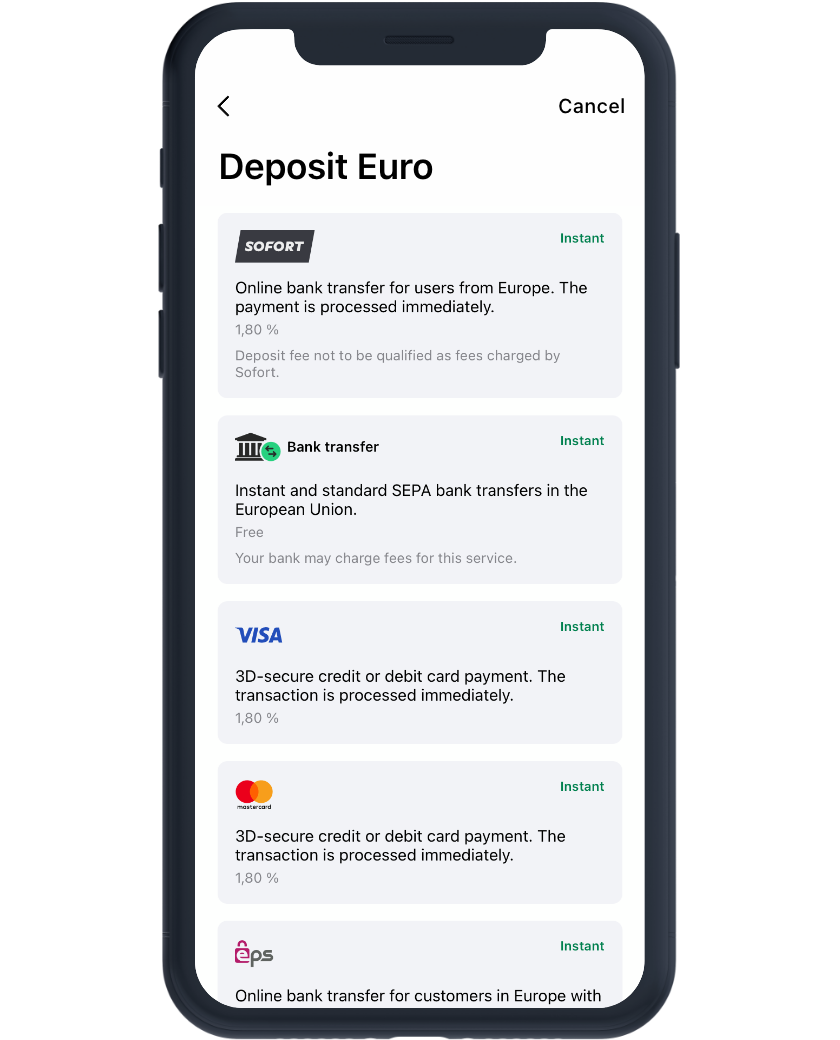 Cancel
Deposit Euro
SOFORT
Instant
Online bank transfer for users from Europe. The
payment is processed immediately.
1,80 %
Deposit fee not to be qualified as fees charged by
Sofort.
Bank transfer
Instant
Instant and standard SEPA bank transfers in the
European Union.
Free
Your bank may charge fees for this service.
VISA
Instant
3D-secure credit or debit card payment. The
transaction is processed immediately.
1,80 %
mastercard
Instant
3D-secure credit or debit card payment. The
transaction is processed immediately.
1,80 %
eps
Instant
Online bank transfer for customers in Europe with